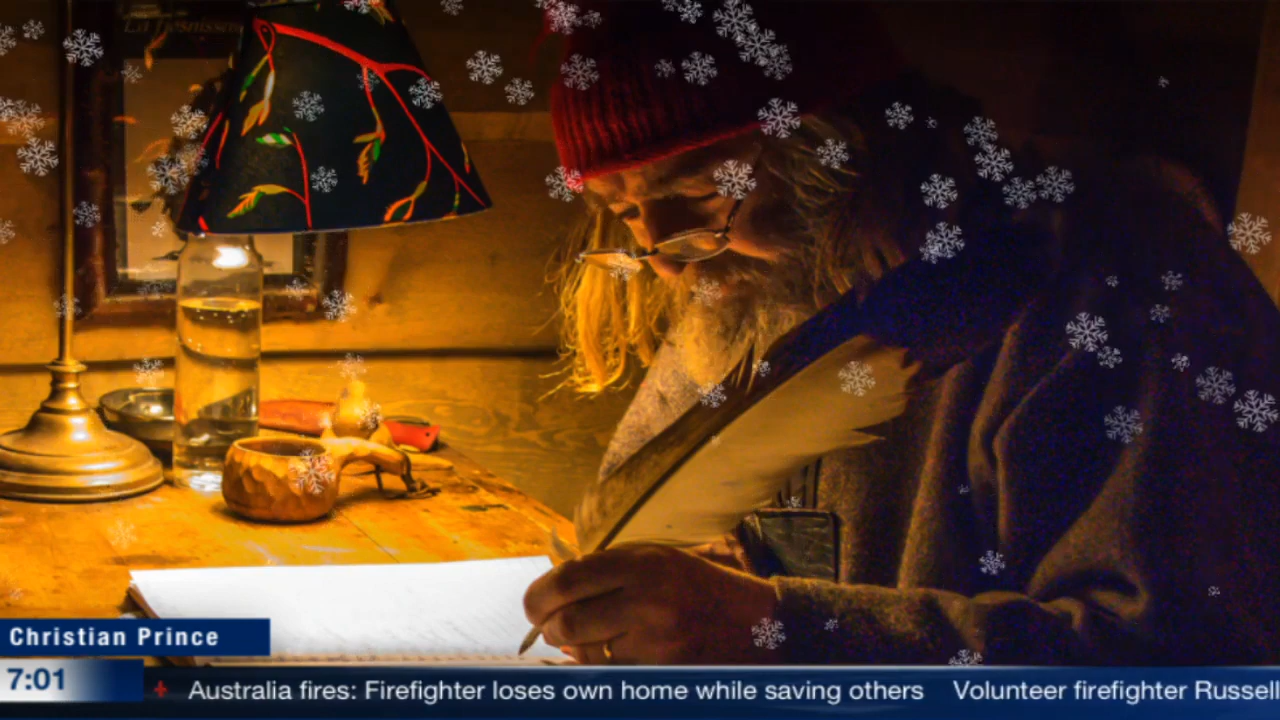 Christian Prince
7:01
Australia fires: Firefighter loses own home while saving others Volunteer firefighter Russell